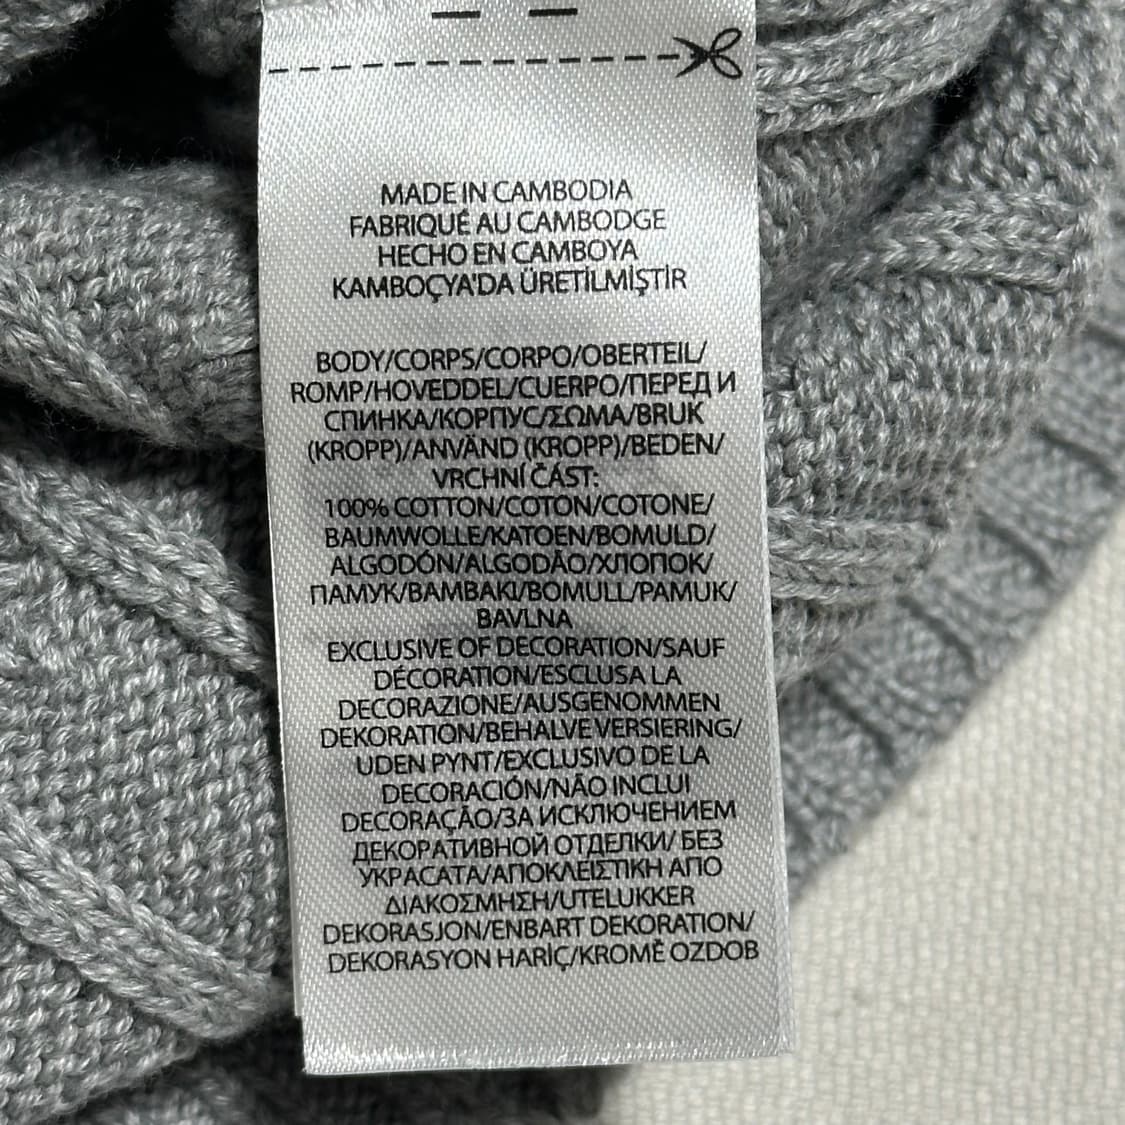 MADE IN CAMBODIA
FABRIQUÉ AU CAMBODGE
HECHO EN CAMBOYA
KAMBOÇYA'DA ÜRETİLMİŞTİR
BODY/CORPS/CORPO/OBERTEIL/
ROMP/HOVEDDEL/CUERPO/ПЕРЕД И
СПИНКА/КОРПУС/ΣΩΜΑ/BRUK
(KROPP)/ANVÄND (KROPP)/BEDEN/
VRCHNÍ ČÁST:
100% COTTON/COTON/COTONE/
BAUMWOLLE/KATOEN/BOMULD/
ALGODÓN/ALGODÃO/ХЛОПОК/
ПАМУК/ΒΑΜΒΑΚΙ/BOMULL/PAMUK/
BAVLNA
EXCLUSIVE OF DECORATION/SAUF
DÉCORATION/ESCLUSA LA
DECORAZIONE/AUSGENOMMEN
DEKORATION/BEHALVE VERSIERING/
UDEN PYNT/EXCLUSIVO DE LA
DECORACIÓN/NÃO INCLUI
DECORAÇÃO/ЗА ИСКЛЮЧЕНИЕМ
ДЕКОРАТИВНОЙ ОТДЕЛКИ/ БЕЗ
УКРАСАТА/ΑΠΟΚΛΕΙΣΤΙΚΗ ΑΠΟ
ΔΙΑΚΟΣΜΗΣΗ/UTELUKKER
DEKORASJON/ENBART DEKORATION/
DEKORASYON HARİÇ/KROMĚ OZDOB